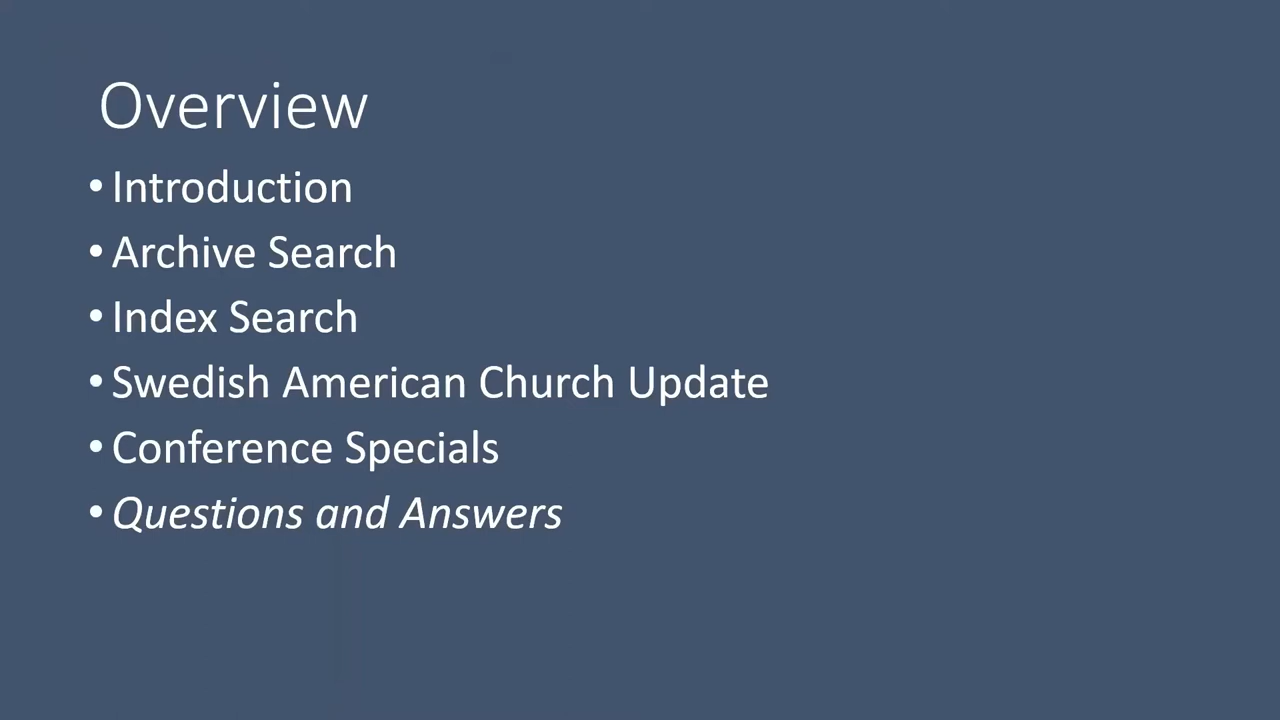 Overview
• Introduction
• Archive Search
• Index Search
• Swedish American Church Update
• Conference Specials
• Questions and Answers